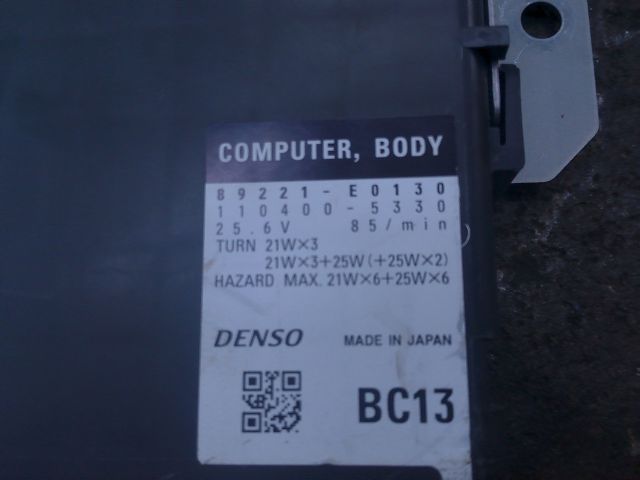 COMPUTER, BODY
89221-E0130
110400-5330
25.6V 85/min
TURN 21W×3
21W×3+25W(+25W×2)
HAZARD MAX. 21W×6+25W×6
DENSO MADE IN JAPAN
BC13